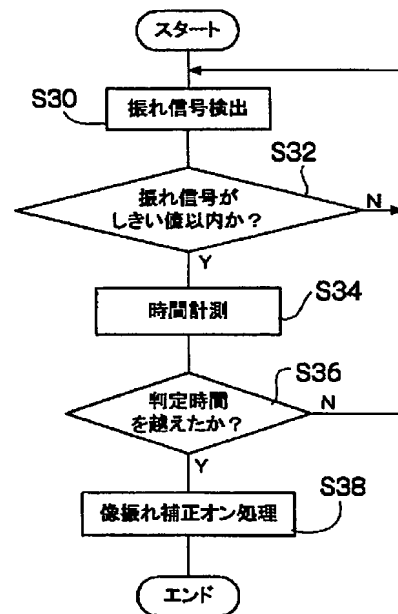 スタート
S30
振れ信号検出
S32
振れ信号が
しきい値以内か？
N
Y
S34
時間計測
S36
判定時間
を越えたか？
N
Y
S38
像振れ補正オン処理
エンド